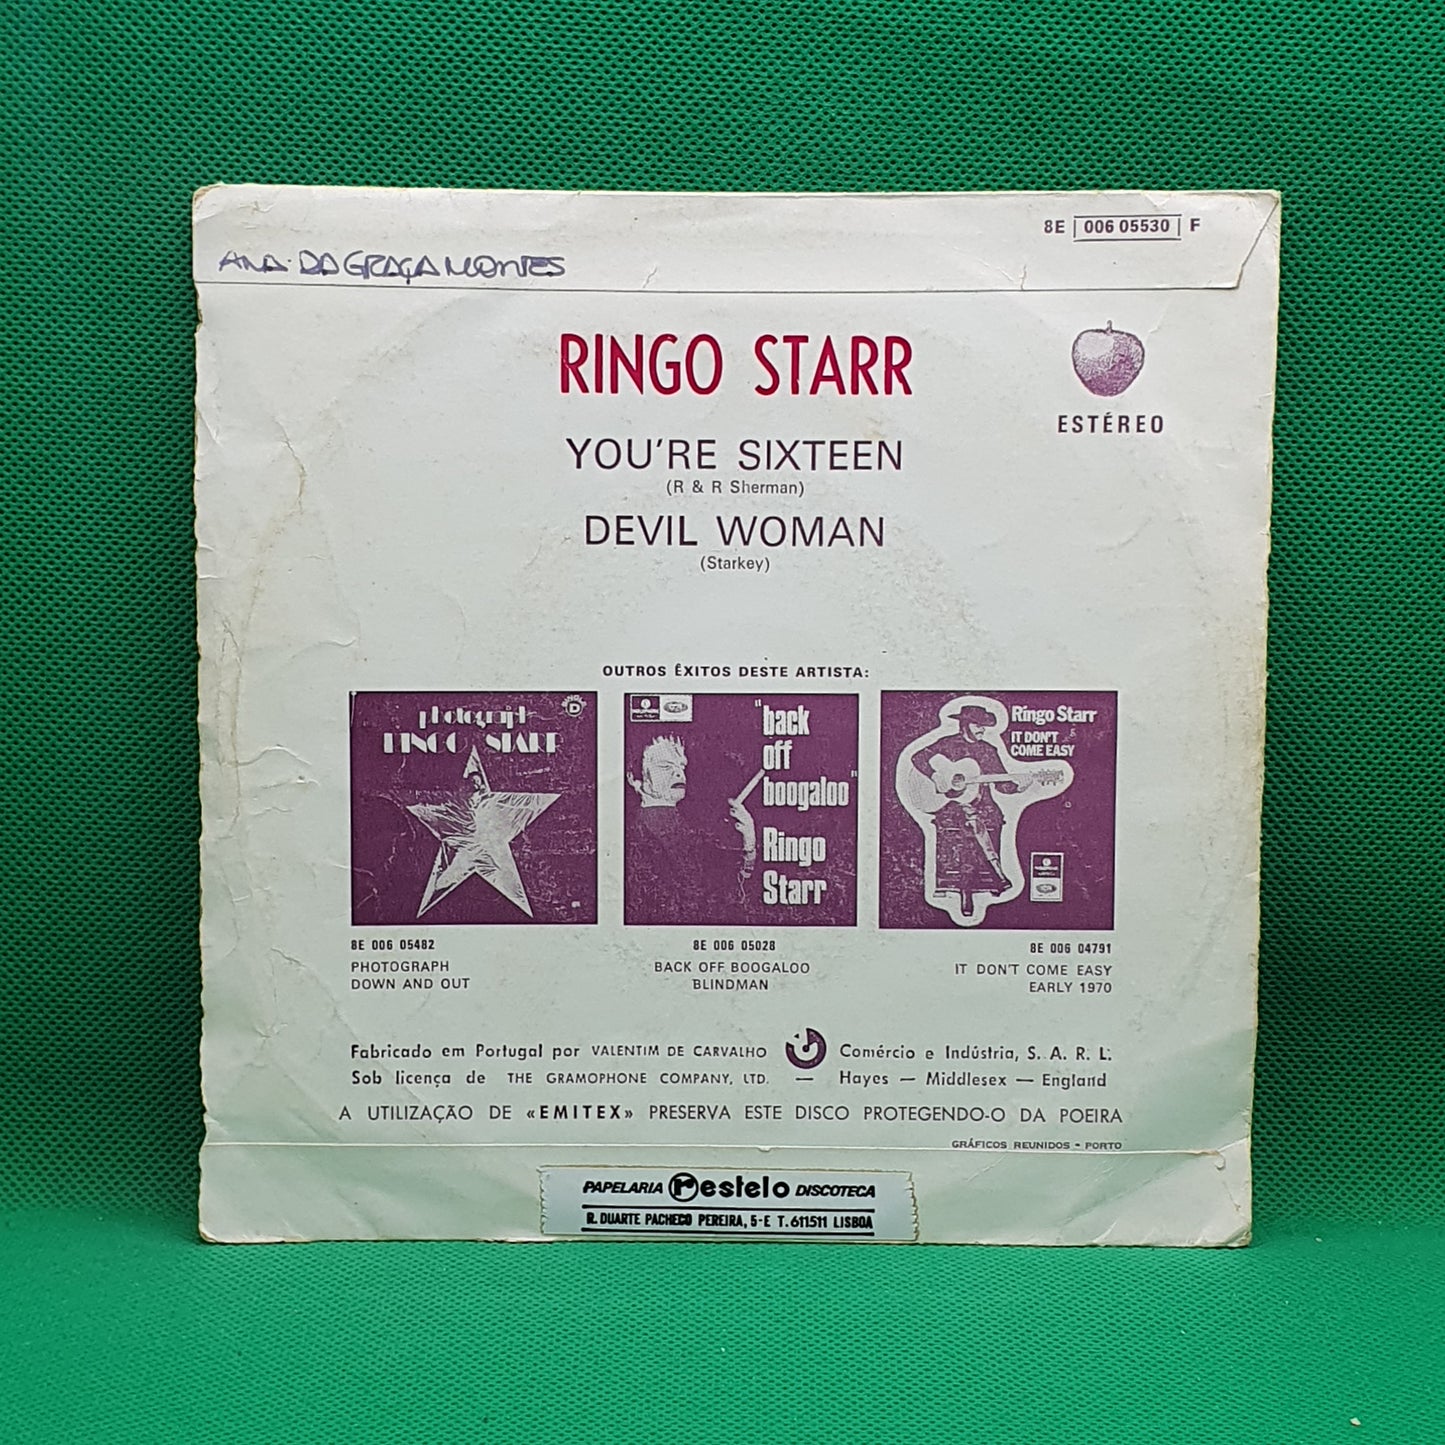 8E | 006 05530 | F
ANA DA GRAÇA MONTES
RINGO STARR
ESTÉREO
YOU'RE SIXTEEN
(R & R Sherman)
DEVIL WOMAN
(Starkey)
OUTROS ÊXITOS DESTE ARTISTA:
photograph
RINGO STARR
D
"back
off
boogaloo"
Ringo
Starr
Ringo Starr
IT DON'T
COME EASY
8E 006 05482
PHOTOGRAPH
DOWN AND OUT
8E 006 05028
BACK OFF BOOGALOO
BLINDMAN
8E 006 04791
IT DON'T COME EASY
EARLY 1970
Fabricado em Portugal por VALENTIM DE CARVALHO Comércio e Indústria, S. A. R. L.
Sob licença de THE GRAMOPHONE COMPANY, LTD. — Hayes — Middlesex — England
A UTILIZAÇÃO DE «EMITEX» PRESERVA ESTE DISCO PROTEGENDO-O DA POEIRA
GRÁFICOS REUNIDOS - PORTO
PAPELARIA restelo DISCOTECA
R. DUARTE PACHECO PEREIRA, 5-E T. 611511 LISBOA